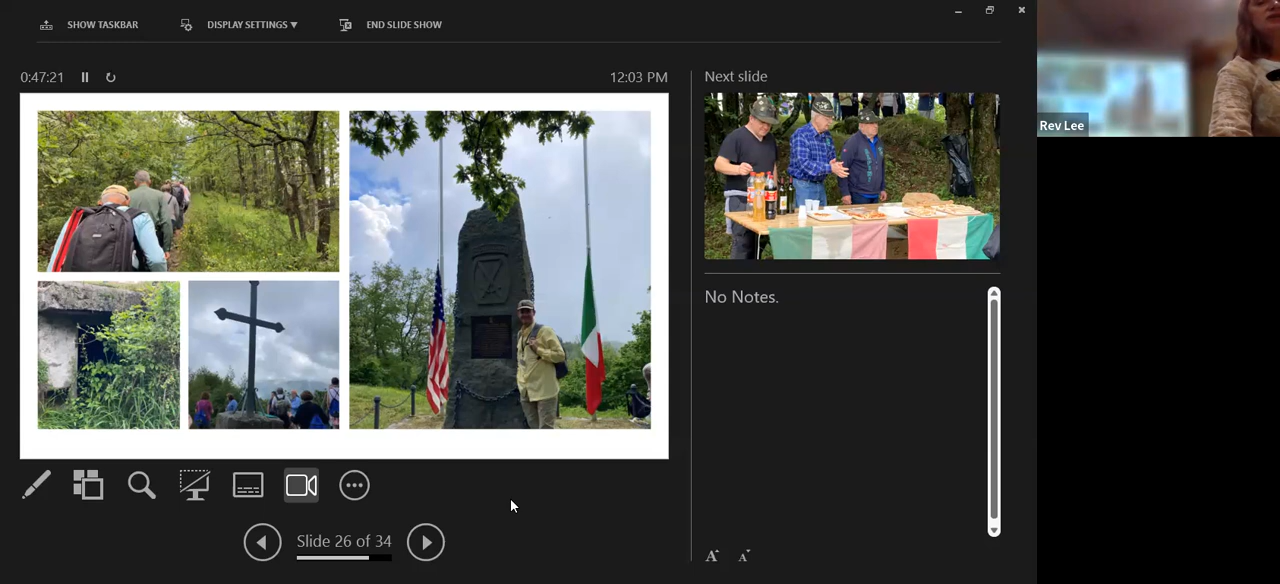 SHOW TASKBAR
DISPLAY SETTINGS ▼
END SLIDE SHOW
0:47:21
12:03 PM
Next slide
Rev Lee
No Notes.
Slide 26 of 34
A
A